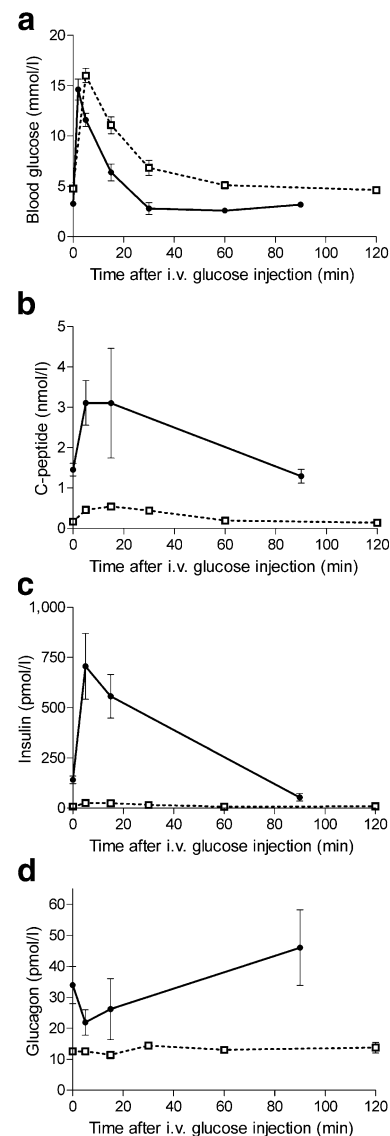 a
Blood glucose (mmol/l)
20
15
10
5
0
0 20 40 60 80 100 120
Time after i.v. glucose injection (min)
b
C-peptide (nmol/l)
5
4
3
2
1
0
0 20 40 60 80 100 120
Time after i.v. glucose injection (min)
c
Insulin (pmol/l)
1,000
750
500
250
0
0 20 40 60 80 100 120
Time after i.v. glucose injection (min)
d
Glucagon (pmol/l)
60
50
40
30
20
10
0
0 20 40 60 80 100 120
Time after i.v. glucose injection (min)